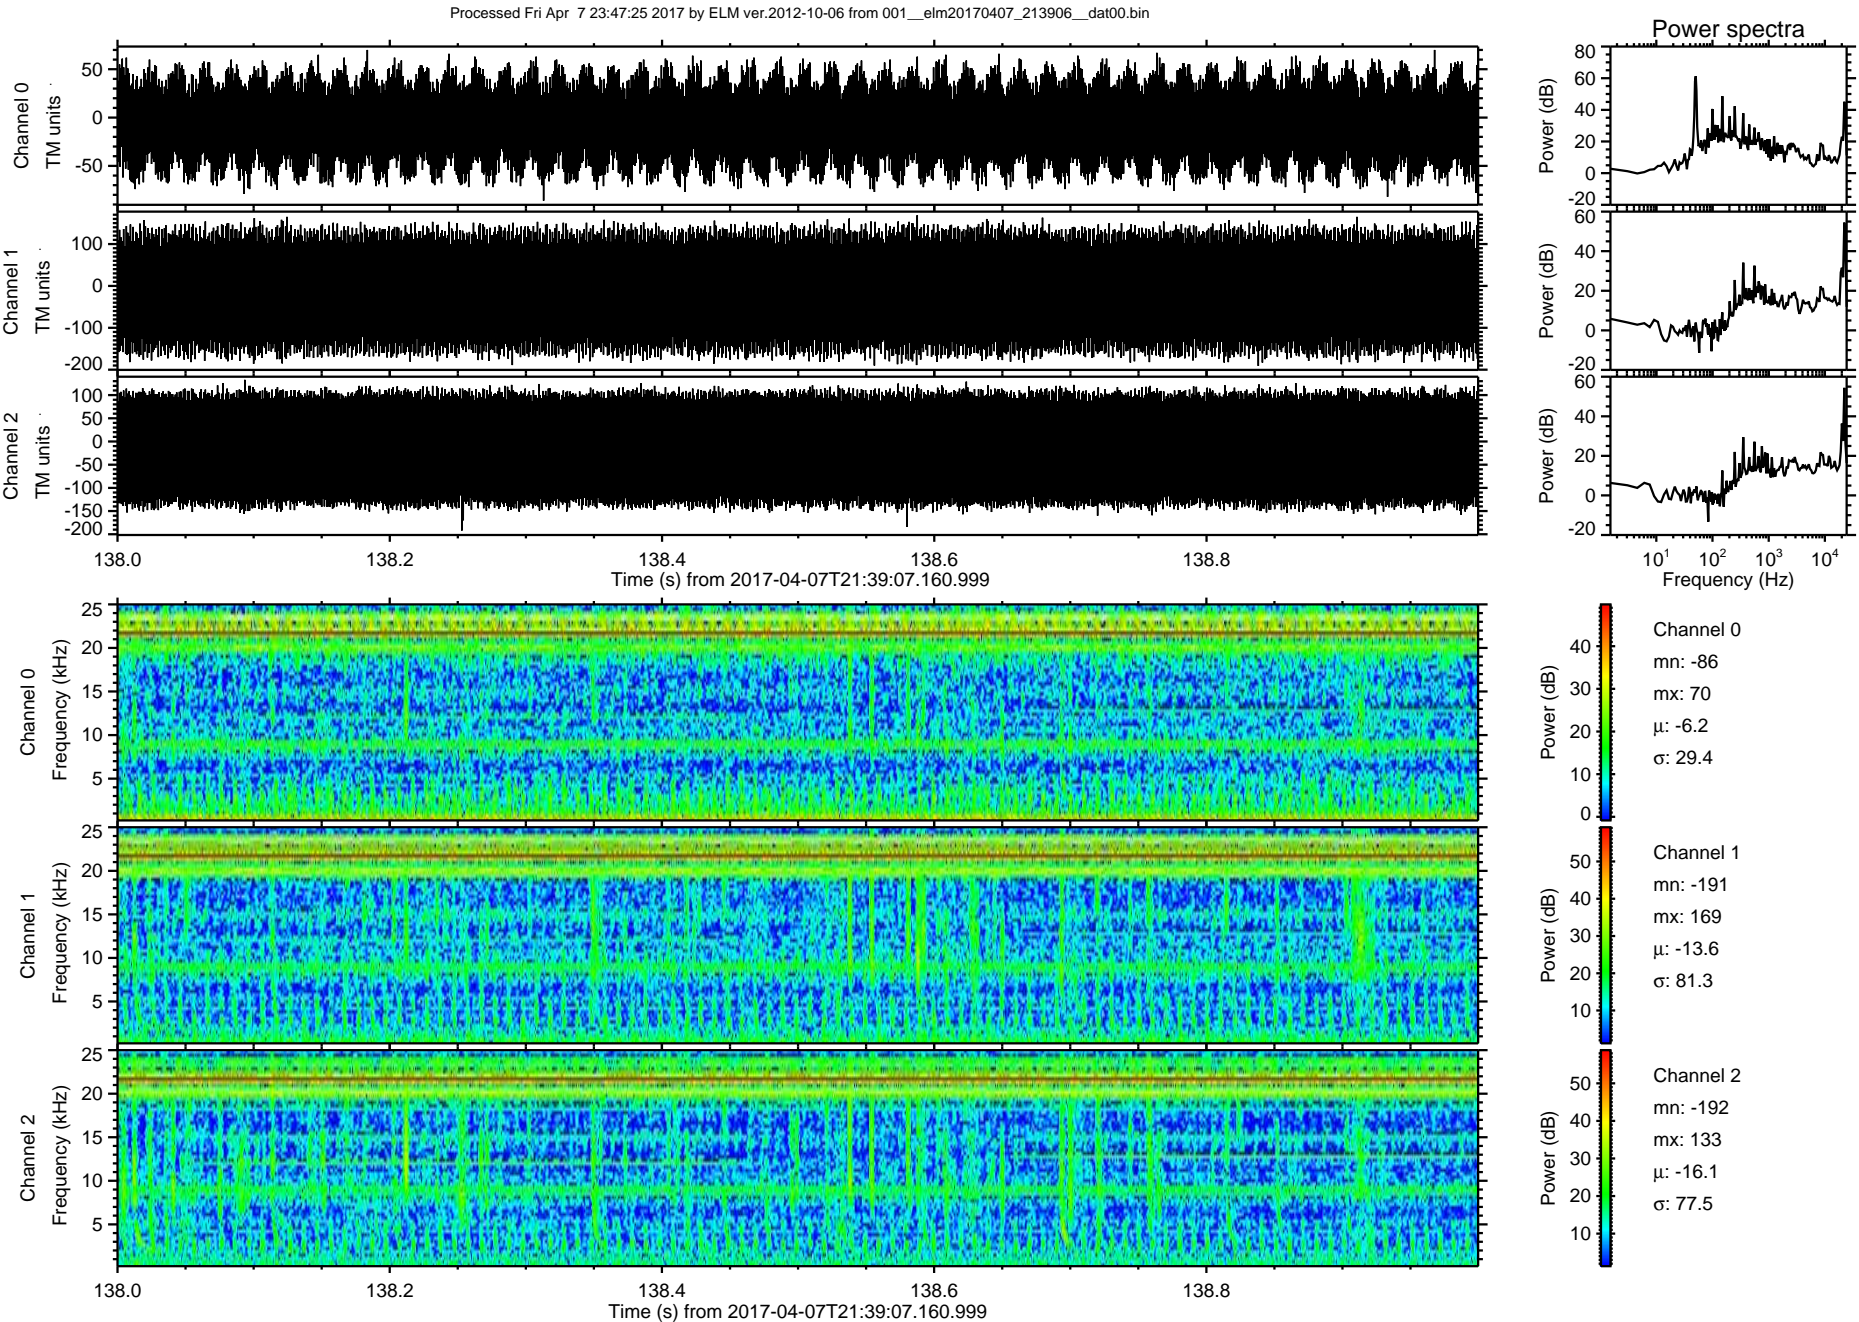 Processed Fri Apr  7 23:47:25 2017 by ELM ver.2012-10-06 from 001__elm20170407_213906__dat00.bin
Power spectra
Channel 0
TM units
50
0
-50
Power (dB)
80
60
40
20
0
-20
Channel 1
TM units
100
0
-100
-200
Power (dB)
60
40
20
0
-20
Channel 2
TM units
100
50
0
-50
-100
-150
-200
Power (dB)
60
40
20
0
-20
138.0 138.2 138.4 138.6 138.8
Time (s) from 2017-04-07T21:39:07.160.999
10¹ 10² 10³ 10⁴
Frequency (Hz)
Channel 0
Frequency (kHz)
25
20
15
10
5
Power (dB)
40
30
20
10
0
Channel 0
mn: -86
mx: 70
μ: -6.2
σ: 29.4
Channel 1
Frequency (kHz)
25
20
15
10
5
Power (dB)
50
40
30
20
10
Channel 1
mn: -191
mx: 169
μ: -13.6
σ: 81.3
Channel 2
Frequency (kHz)
25
20
15
10
5
Power (dB)
50
40
30
20
10
Channel 2
mn: -192
mx: 133
μ: -16.1
σ: 77.5
138.0 138.2 138.4 138.6 138.8
Time (s) from 2017-04-07T21:39:07.160.999